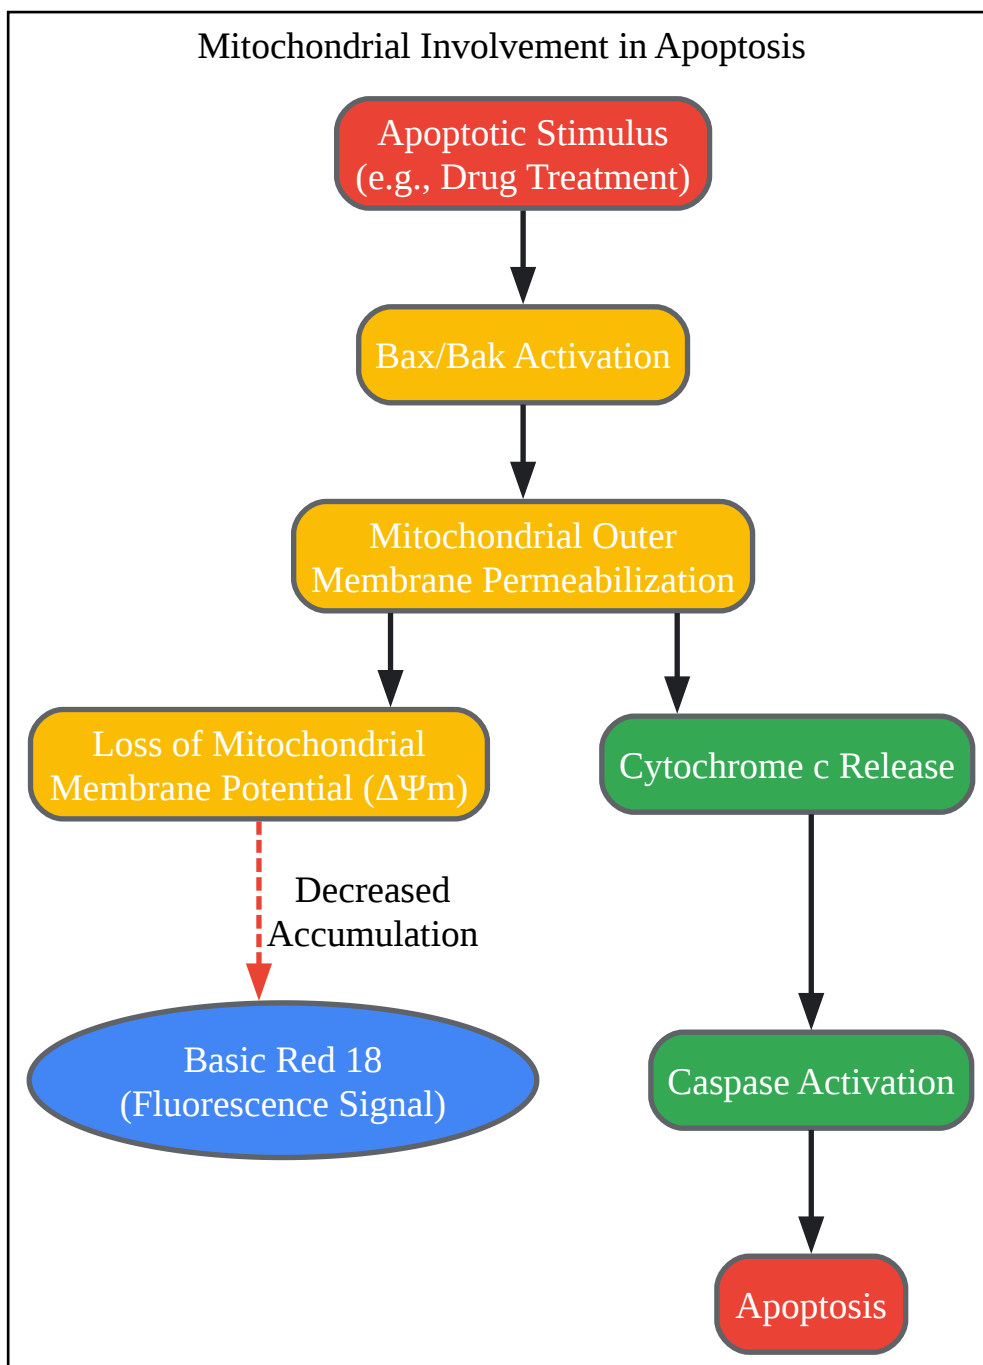 Mitochondrial Involvement in Apoptosis
Apoptotic Stimulus
(e.g., Drug Treatment)
Bax/Bak Activation
Mitochondrial Outer
Membrane Permeabilization
Loss of Mitochondrial
Membrane Potential (ΔΨm)
Cytochrome c Release
Decreased
Accumulation
Basic Red 18
(Fluorescence Signal)
Caspase Activation
Apoptosis